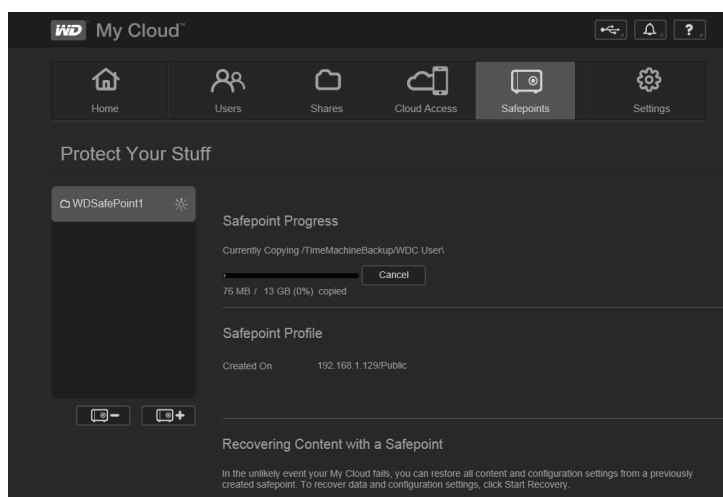 WD My Cloud™
?
Home Users Shares Cloud Access Safepoints Settings
Protect Your Stuff
WDSafePoint1
Safepoint Progress
Currently Copying /TimeMachineBackup/WDC User\
Cancel
76 MB / 13 GB (0%) copied
Safepoint Profile
Created On 192.168.1.129/Public
Recovering Content with a Safepoint
In the unlikely event your My Cloud fails, you can restore all content and configuration settings from a previously
created safepoint. To recover data and configuration settings, click Start Recovery.